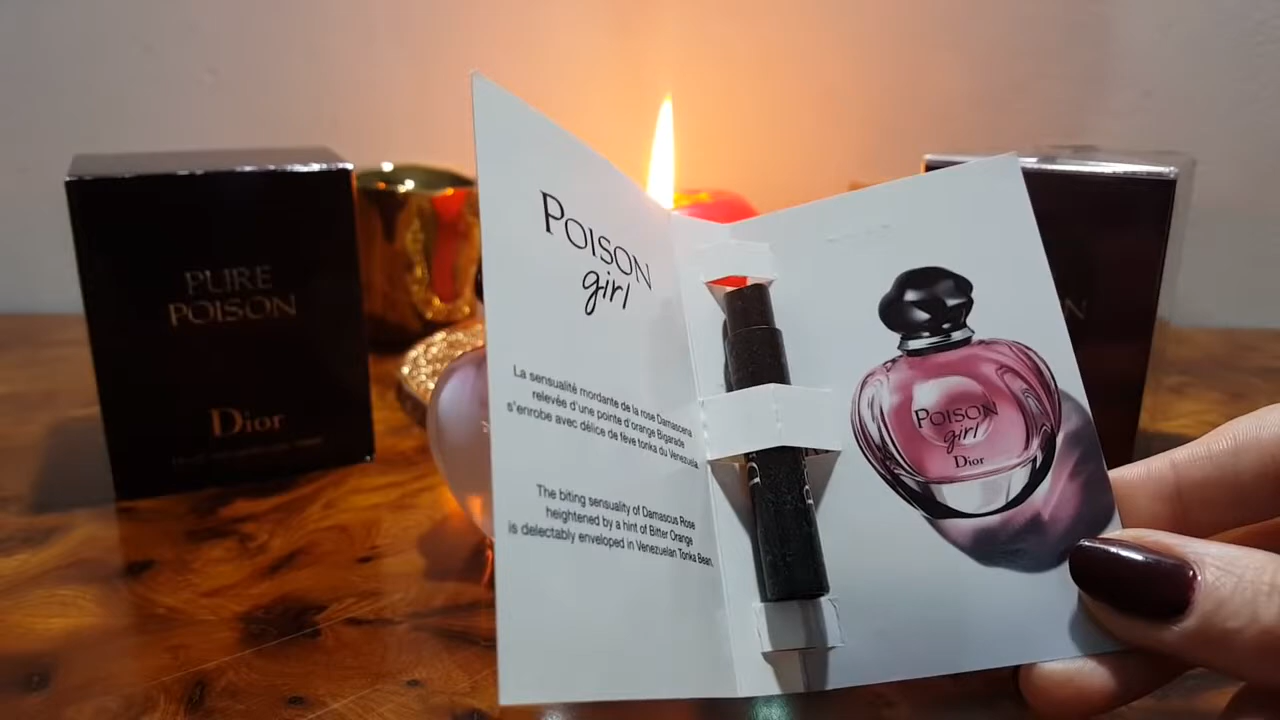 PURE
POISON
Dior
POISON
girl
La sensualité mordante de la rose Damascena
relevée d'une pointe d'orange Bigarade
s'enrobe avec délice de fève tonka du Venezuela.
The biting sensuality of Damascus Rose
heightened by a hint of Bitter Orange
is delectably enveloped in Venezuelan Tonka Bean.
POISON
girl
Dior